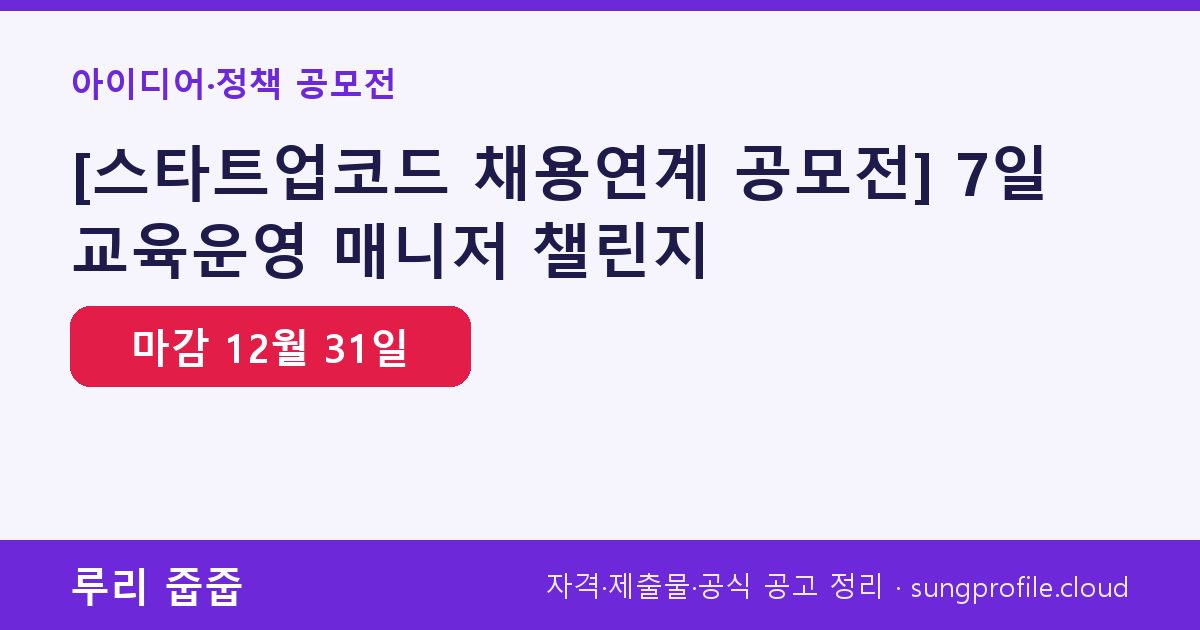 아이디어·정책 공모전
[스타트업코드 채용연계 공모전] 7일
교육운영 매니저 챌린지
마감 12월 31일
루리 줍줍
자격·제출물·공식 공고 정리 · sungprofile.cloud